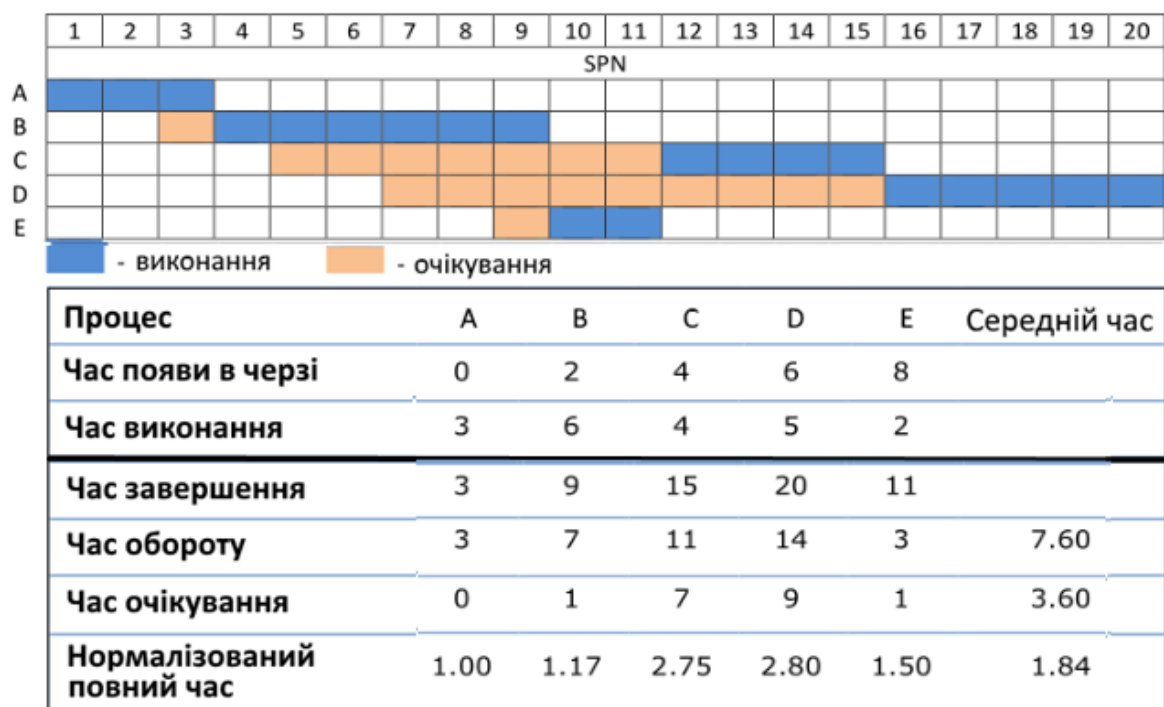 1 2 3 4 5 6 7 8 9 10 11 12 13 14 15 16 17 18 19 20
SPN
A
B
C
D
E
- виконання - очікування
Процес A B C D E Середній час
Час появи в черзі 0 2 4 6 8
Час виконання 3 6 4 5 2
Час завершення 3 9 15 20 11
Час обороту 3 7 11 14 3 7.60
Час очікування 0 1 7 9 1 3.60
Нормалізований
повний час 1.00 1.17 2.75 2.80 1.50 1.84